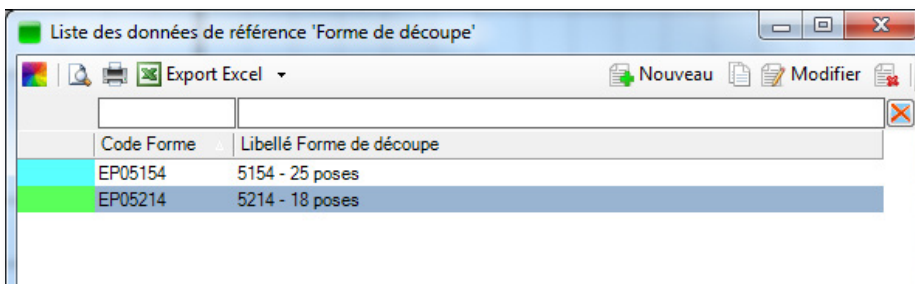 Liste des données de référence 'Forme de découpe'
Export Excel Nouveau Modifier
Code Forme Libellé Forme de découpe
EP05154 5154 - 25 poses
EP05214 5214 - 18 poses